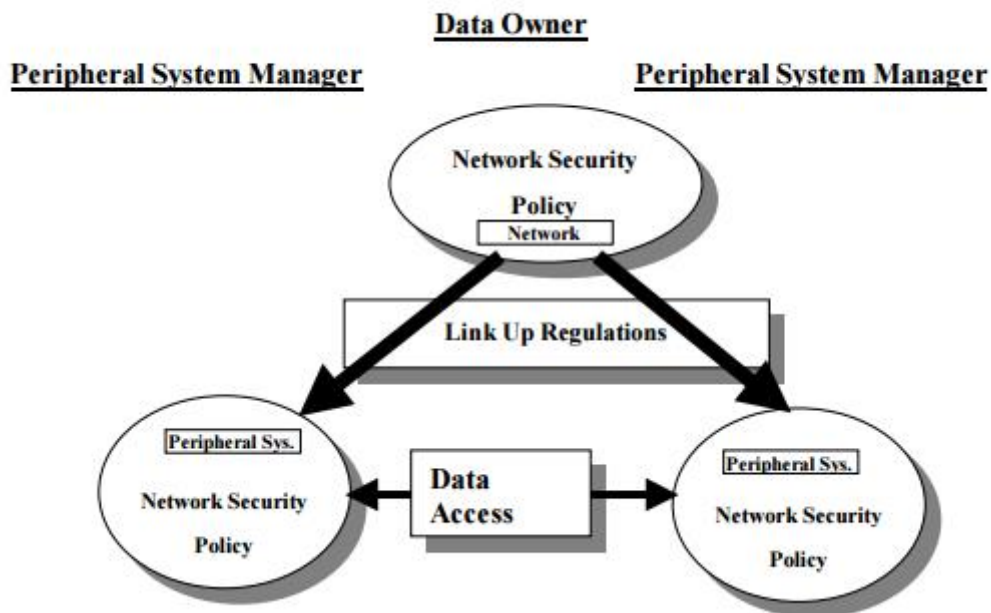 Data Owner
Peripheral System Manager
Peripheral System Manager
Network Security
Policy
Network
Link Up Regulations
Peripheral Sys.
Network Security
Policy
Data
Access
Peripheral Sys.
Network Security
Policy